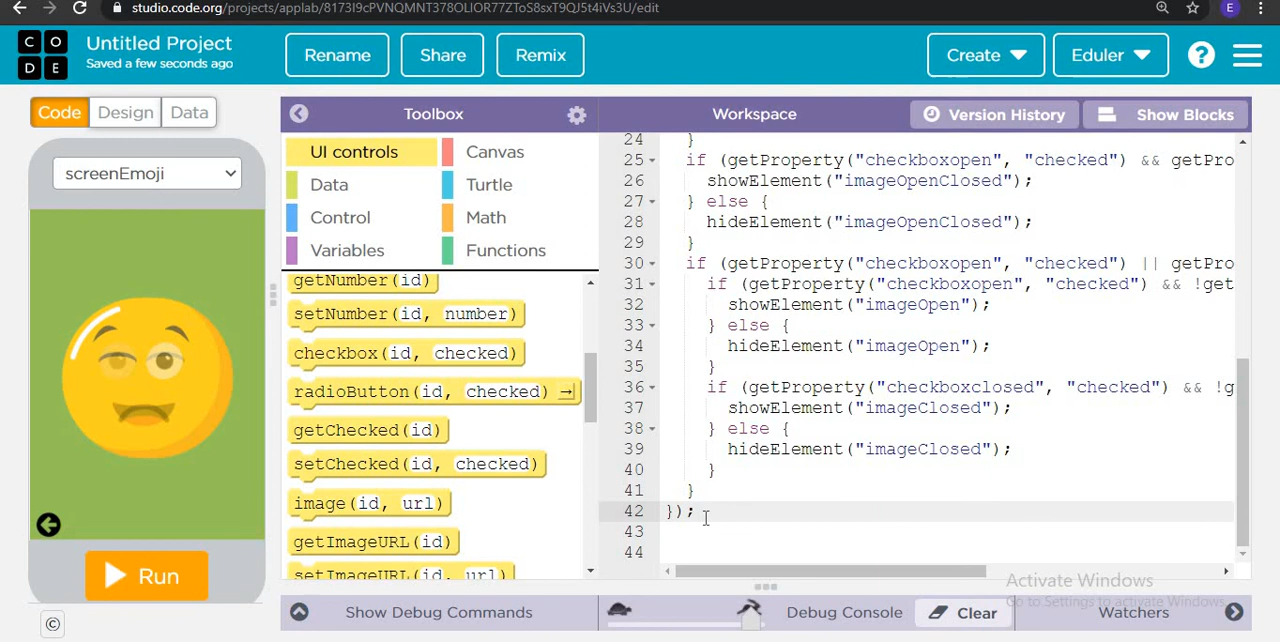 studio.code.org/projects/applab/8173I9cPVNQMNT378OLIOR77ZToS8sxT9QJ5t4iVs3U/edit
E
CO
DE
Untitled Project
Saved a few seconds ago
Rename
Share
Remix
Create
Eduler
?
Code
Design
Data
Toolbox
Workspace
Version History
Show Blocks
screenEmoji
UI controls
Canvas
Data
Turtle
Control
Math
Variables
Functions
getNumber(id)
setNumber(id, number)
checkbox(id, checked)
radioButton(id, checked) →
getChecked(id)
setChecked(id, checked)
image(id, url)
getImageURL(id)
setImageURL(id, url)
24 }
25 if (getProperty("checkboxopen", "checked") && getPro
26 showElement("imageOpenClosed");
27 } else {
28 hideElement("imageOpenClosed");
29 }
30 if (getProperty("checkboxopen", "checked") || getPro
31 if (getProperty("checkboxopen", "checked") && !get
32 showElement("imageOpen");
33 } else {
34 hideElement("imageOpen");
35 }
36 if (getProperty("checkboxclosed", "checked") && !g
37 showElement("imageClosed");
38 } else {
39 hideElement("imageClosed");
40 }
41 }
42 });
43
44
Run
©
Show Debug Commands
Debug Console
Clear
Watchers
Activate Windows
Go to Settings to activate Windows.